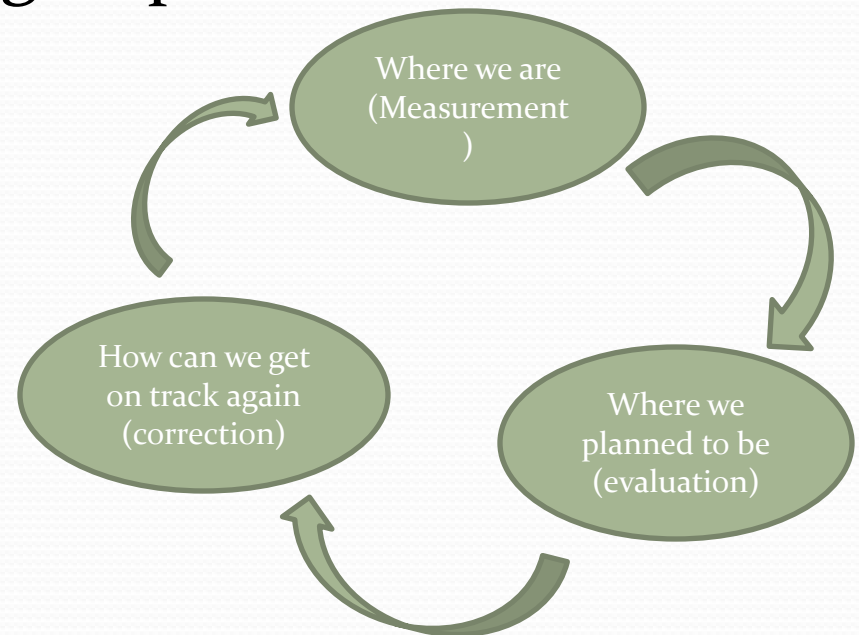 Where we are
(Measurement
)
How can we get
on track again
(correction)
Where we
planned to be
(evaluation)